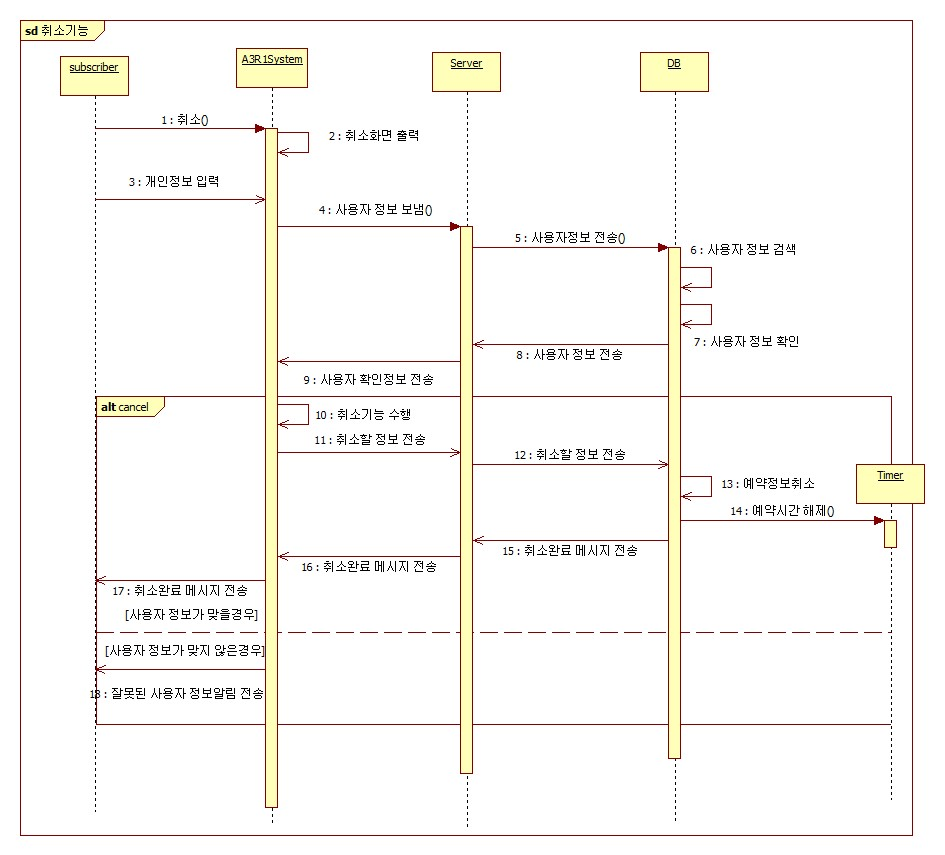 sd 취소기능
subscriber
A3R1System
Server
DB
1 : 취소()
2 : 취소화면 출력
3 : 개인정보 입력
4 : 사용자 정보 보냄()
5 : 사용자정보 전송()
6 : 사용자 정보 검색
7 : 사용자 정보 확인
8 : 사용자 정보 전송
9 : 사용자 확인정보 전송
alt cancel
10 : 취소기능 수행
11 : 취소할 정보 전송
12 : 취소할 정보 전송
Timer
13 : 예약정보취소
14 : 예약시간 해제()
15 : 취소완료 메시지 전송
16 : 취소완료 메시지 전송
17 : 취소완료 메시지 전송
[사용자 정보가 맞을경우]
[사용자 정보가 맞지 않은경우]
18 : 잘못된 사용자 정보알림 전송